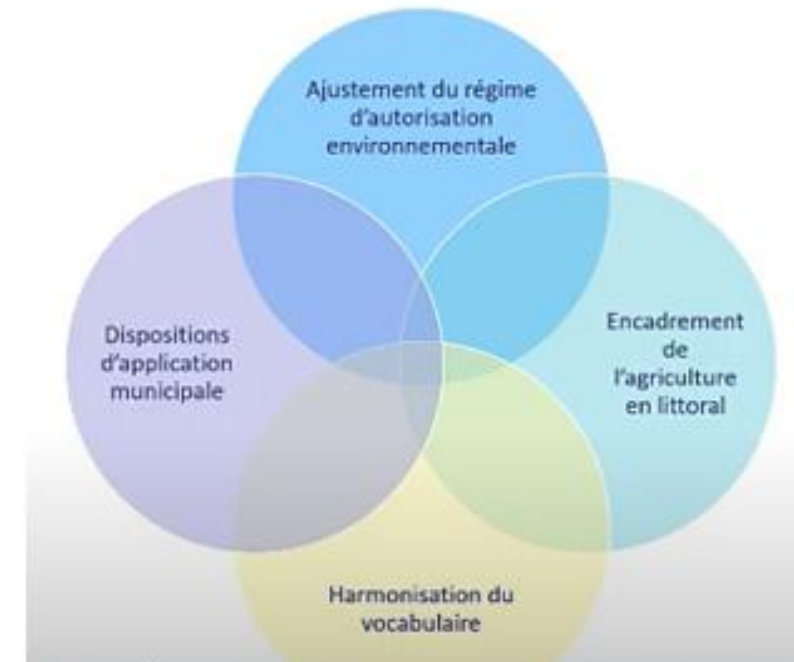 Ajustement du régime
d'autorisation
environnementale
Dispositions
d'application
municipale
Encadrement
de
l'agriculture
en littoral
Harmonisation du
vocabulaire